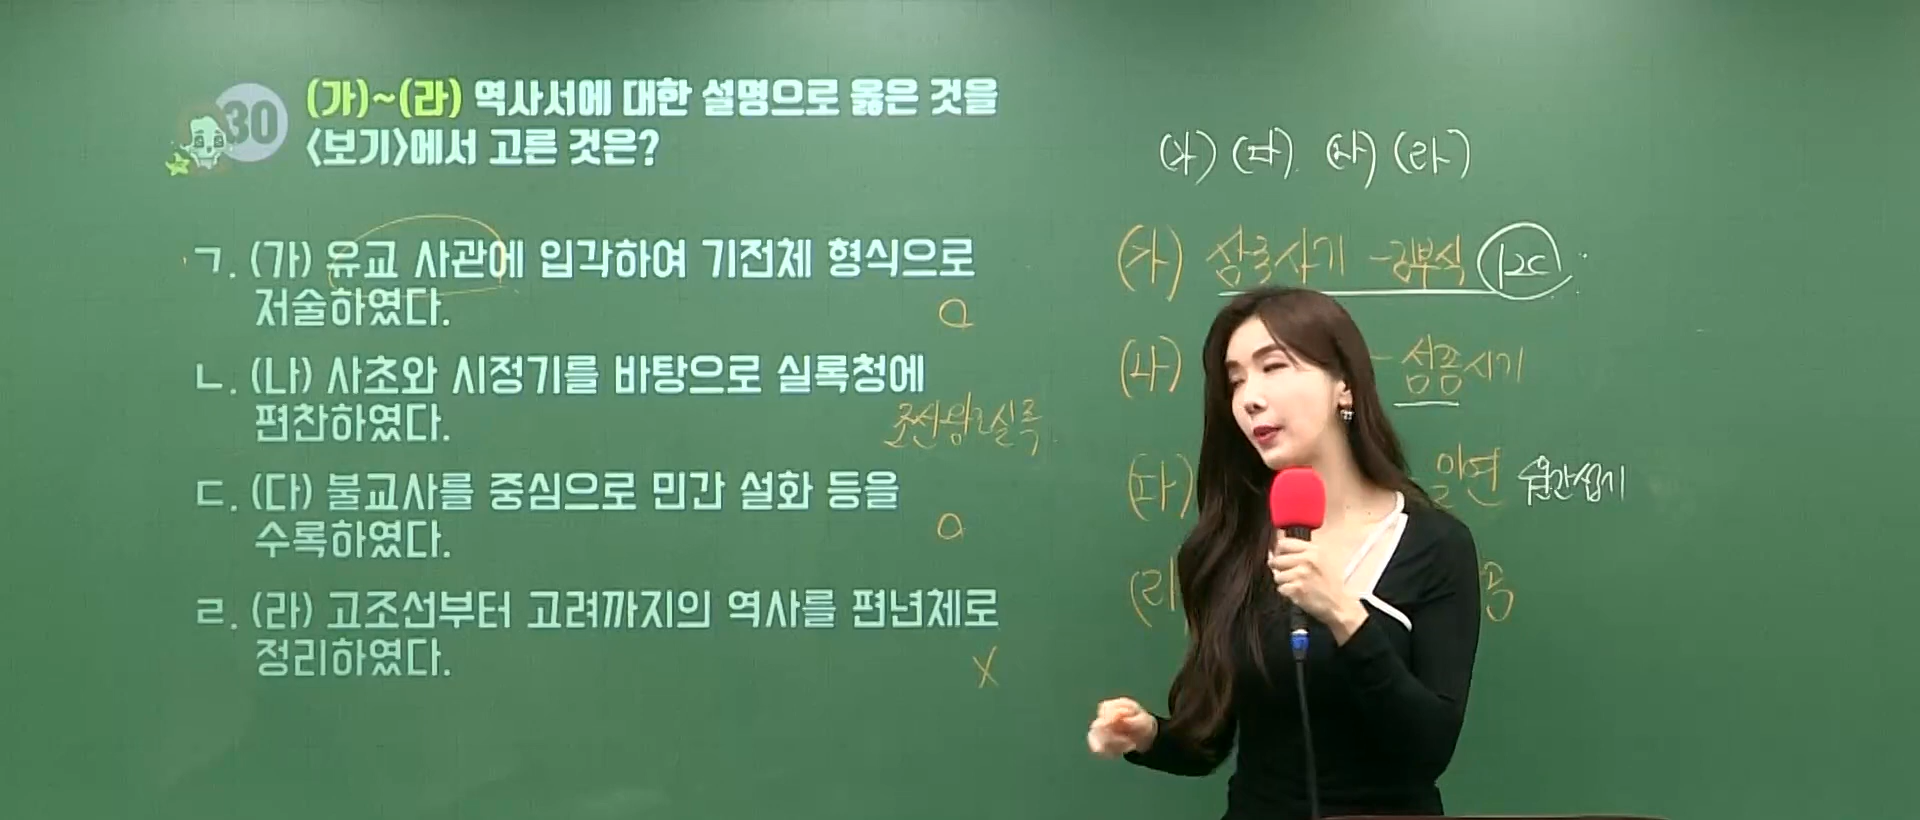 30
(가)~(라) 역사서에 대한 설명으로 옳은 것을
<보기>에서 고른 것은?
ㄱ. (가) 유교 사관에 입각하여 기전체 형식으로
저술하였다.
ㄴ. (나) 사초와 시정기를 바탕으로 실록청에
편찬하였다.
조선왕조실록
ㄷ. (다) 불교사를 중심으로 민간 설화 등을
수록하였다.
ㄹ. (라) 고조선부터 고려까지의 역사를 편년체로
정리하였다.
X
(가) (다) (나) (라)
(가) 삼국사기 - 김부식 12C
(나) - 성종시기
(다) 일연